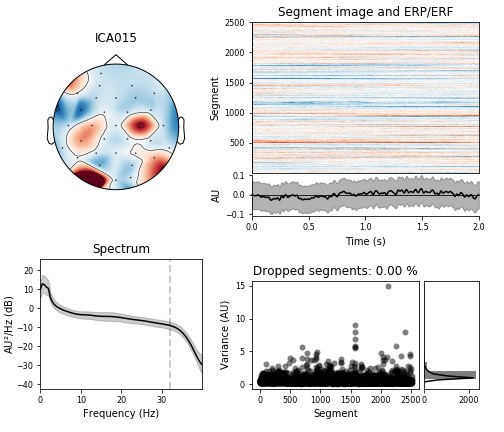 ICA015
Segment image and ERP/ERF
Segment
2500
2000
1500
1000
500
AU
0.1
0.0
−0.1
0.0 0.5 1.0 1.5 2.0
Time (s)
Spectrum
AU²/Hz (dB)
20
10
0
−10
−20
−30
−40
0 10 20 30
Frequency (Hz)
Dropped segments: 0.00 %
Variance (AU)
15
10
5
0
0 500 1000 1500 2000 2500
Segment
0 2000